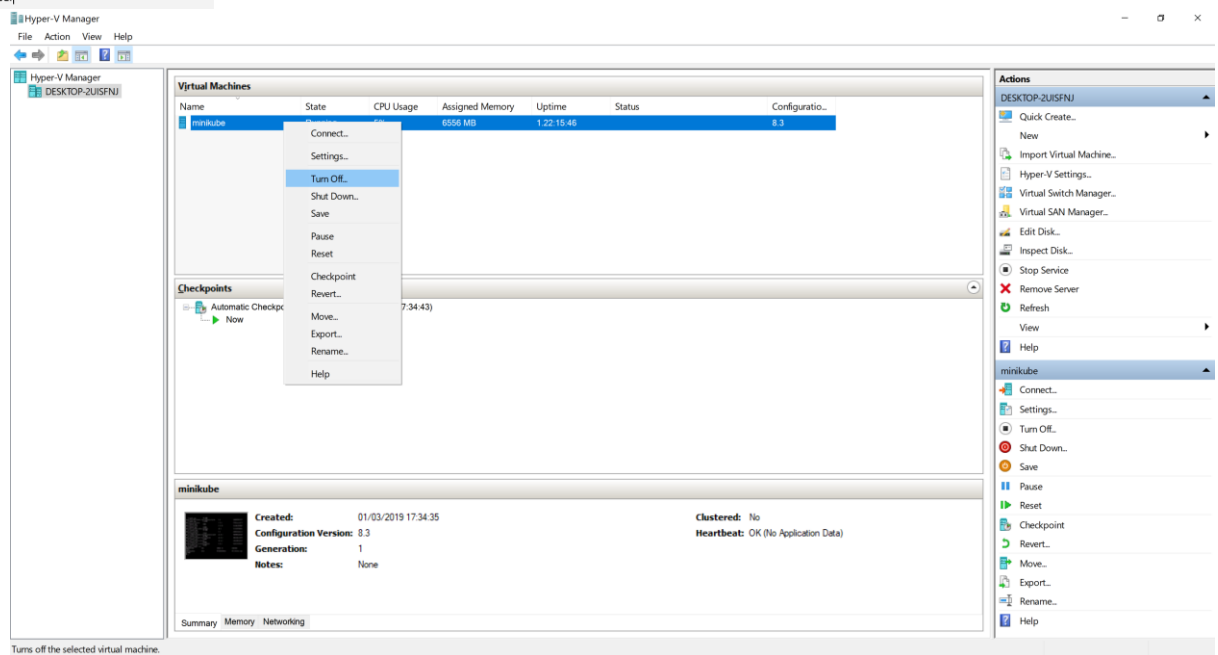 Hyper-V Manager
File Action View Help
Hyper-V Manager
DESKTOP-2UISFNJ
Virtual Machines
Name State CPU Usage Assigned Memory Uptime Status Configuratio...
minikube 6556 MB 1.22:15:46 8.3
Connect...
Settings...
Turn Off...
Shut Down...
Save
Pause
Reset
Checkpoint
Revert...
Move...
Export...
Rename...
Help
Checkpoints
Automatic Checkpo 7:34:43)
Now
minikube
Created: 01/03/2019 17:34:35
Configuration Version: 8.3
Generation: 1
Notes: None
Clustered: No
Heartbeat: OK (No Application Data)
Summary Memory Networking
Actions
DESKTOP-2UISFNJ
Quick Create...
New
Import Virtual Machine...
Hyper-V Settings...
Virtual Switch Manager...
Virtual SAN Manager...
Edit Disk...
Inspect Disk...
Stop Service
Remove Server
Refresh
View
Help
minikube
Connect...
Settings...
Turn Off...
Shut Down...
Save
Pause
Reset
Checkpoint
Revert...
Move...
Export...
Rename...
Help
Turns off the selected virtual machine.